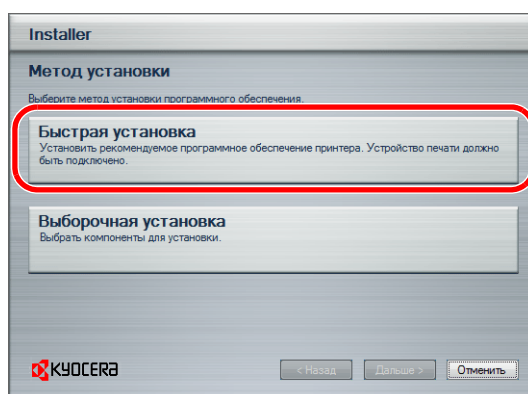 Installer
Метод установки
Выберите метод установки программного обеспечения.
Быстрая установка
Установить рекомендуемое программное обеспечение принтера. Устройство печати должно
быть подключено.
Выборочная установка
Выбрать компоненты для установки.
KYOCERA
< Назад
Дальше >
Отменить